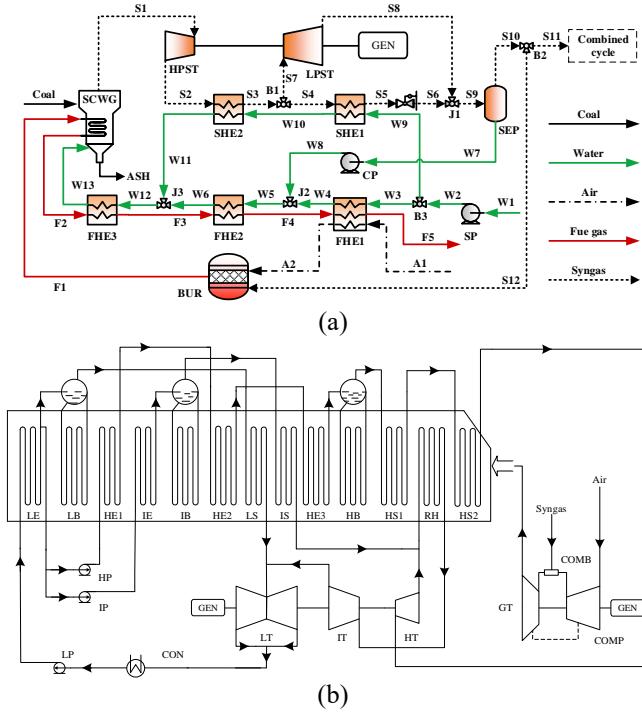 S1 S8 S10 S11
Combined
cycle
HPST LPST GEN
S7 B2
SCWG
Coal
S2 S3 B1 S4 S5 S6 S9
J1
SEP
Coal
SHE2 W10 SHE1 W9
W11
ASH
W8 W7
CP
Water
W13 W12 J3 W6 W5 J2 W4 W3 W2 W1
B3
Air
F2 F3 F4
FHE3 FHE2 FHE1 SP
F5
Fue gas
A2 A1
S12
F1 BUR
Syngas
(a)
LE LB HE1 IE IB HE2 LS IS HE3 HB HS1 RH HS2
Air
Syngas
HP
COMB
IP
GEN GT GEN
LT IT HT COMP
LP CON
(b)